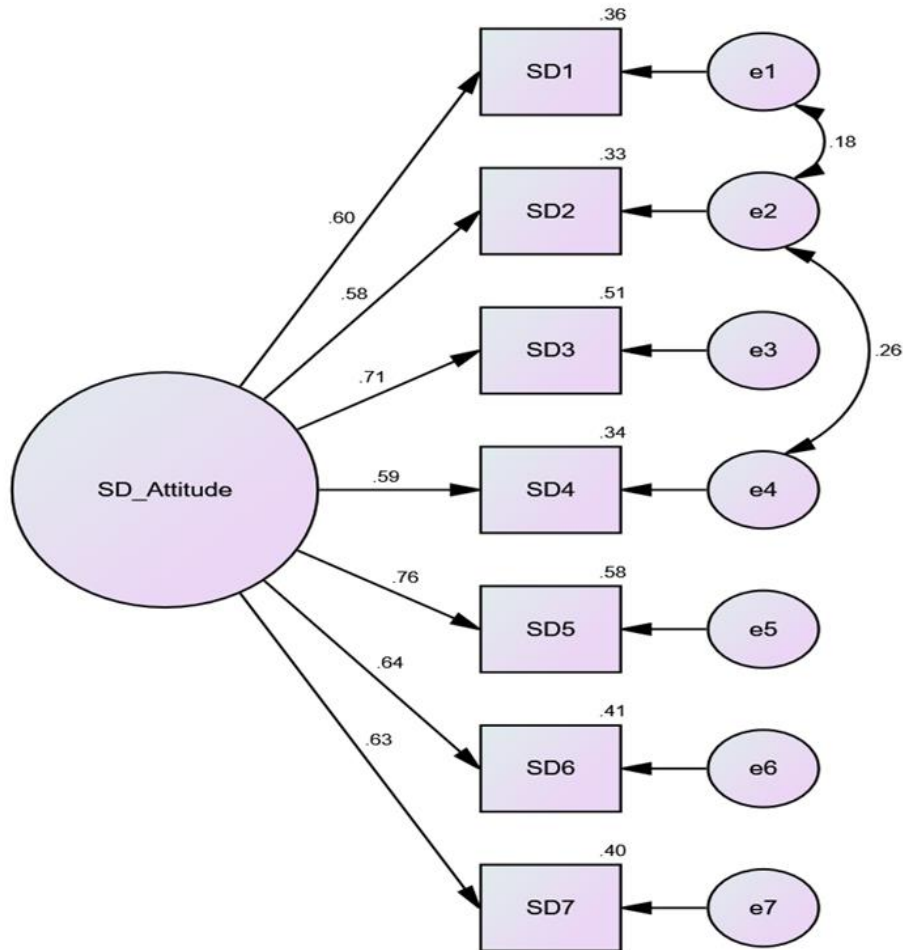 .36
SD1
e1
.18
.33
.60
SD2
e2
.58
.51
.71
SD3
e3
.26
.34
.59
SD4
e4
SD_Attitude
.58
.76
SD5
e5
.64
.41
.63
SD6
e6
.40
SD7
e7